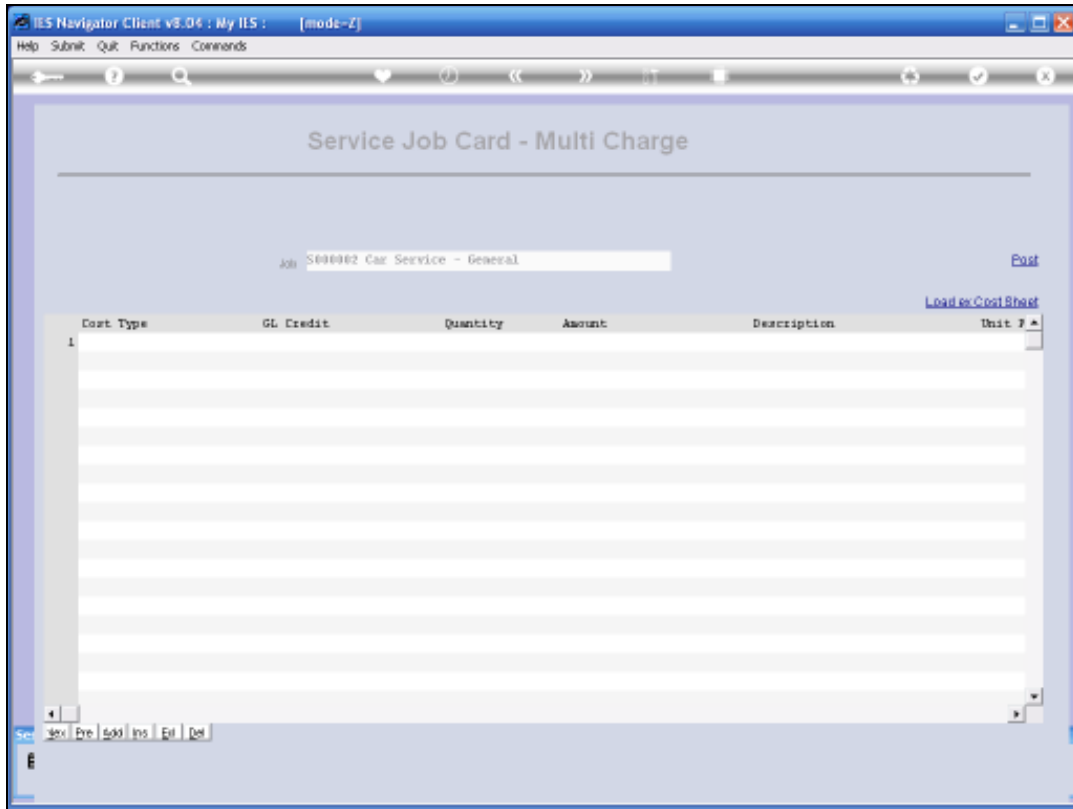 IES Navigator Client v8.04 : My IES : [mode=Z]
Help Submit Quit Functions Commands
Service Job Card - Multi Charge
Job S000002 Car Service - General
Post
Load ex Cost Sheet
Cost Type GL Credit Quantity Amount Description Unit
1
Pre Add Ins Del